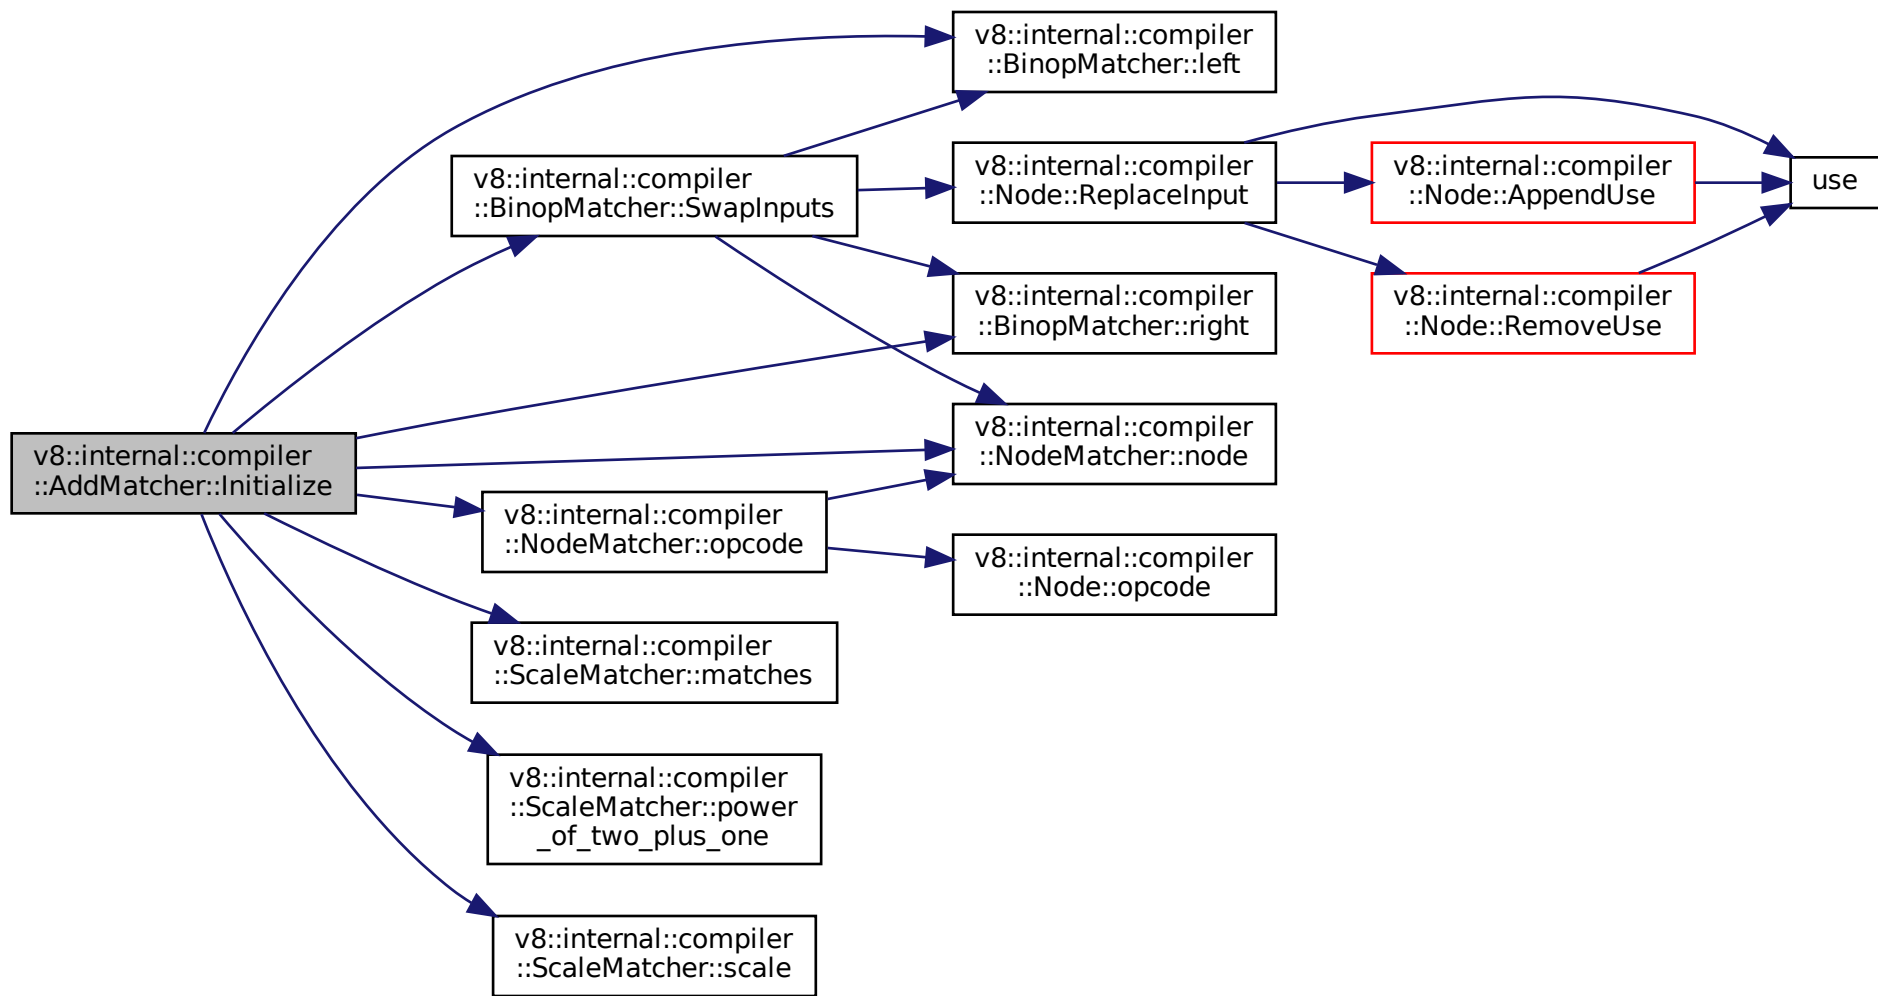 v8::internal::compiler
::AddMatcher::Initialize
v8::internal::compiler
::BinopMatcher::left
v8::internal::compiler
::BinopMatcher::SwapInputs
v8::internal::compiler
::Node::ReplaceInput
v8::internal::compiler
::Node::AppendUse
use
v8::internal::compiler
::Node::RemoveUse
v8::internal::compiler
::BinopMatcher::right
v8::internal::compiler
::NodeMatcher::node
v8::internal::compiler
::NodeMatcher::opcode
v8::internal::compiler
::Node::opcode
v8::internal::compiler
::ScaleMatcher::matches
v8::internal::compiler
::ScaleMatcher::power
_of_two_plus_one
v8::internal::compiler
::ScaleMatcher::scale